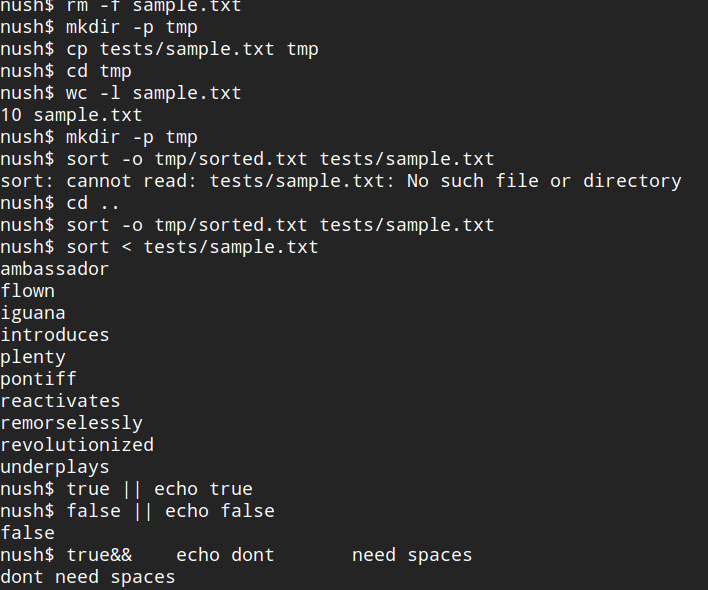 nush$ rm -f sample.txt
nush$ mkdir -p tmp
nush$ cp tests/sample.txt tmp
nush$ cd tmp
nush$ wc -l sample.txt
10 sample.txt
nush$ mkdir -p tmp
nush$ sort -o tmp/sorted.txt tests/sample.txt
sort: cannot read: tests/sample.txt: No such file or directory
nush$ cd ..
nush$ sort -o tmp/sorted.txt tests/sample.txt
nush$ sort < tests/sample.txt
ambassador
flown
iguana
introduces
plenty
pontiff
reactivates
remorselessly
revolutionized
underplays
nush$ true || echo true
nush$ false || echo false
false
nush$ true&&    echo dont       need spaces
dont need spaces